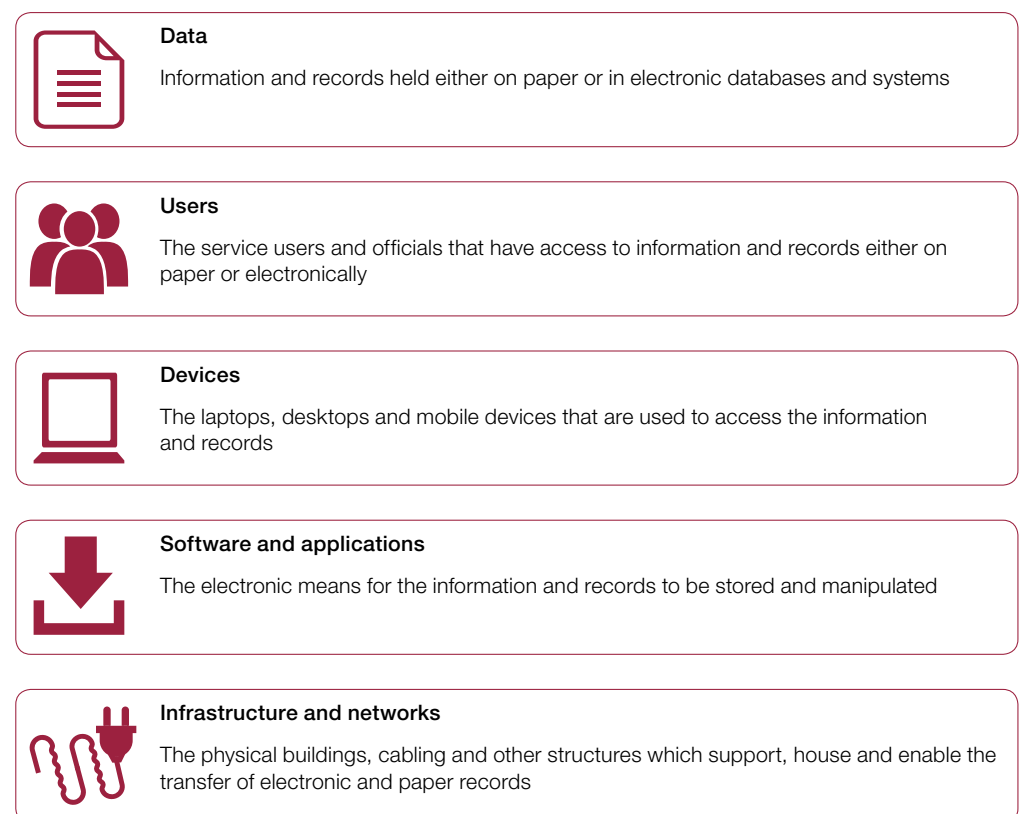 Data
Information and records held either on paper or in electronic databases and systems
Users
The service users and officials that have access to information and records either on
paper or electronically
Devices
The laptops, desktops and mobile devices that are used to access the information
and records
Software and applications
The electronic means for the information and records to be stored and manipulated
Infrastructure and networks
The physical buildings, cabling and other structures which support, house and enable the
transfer of electronic and paper records